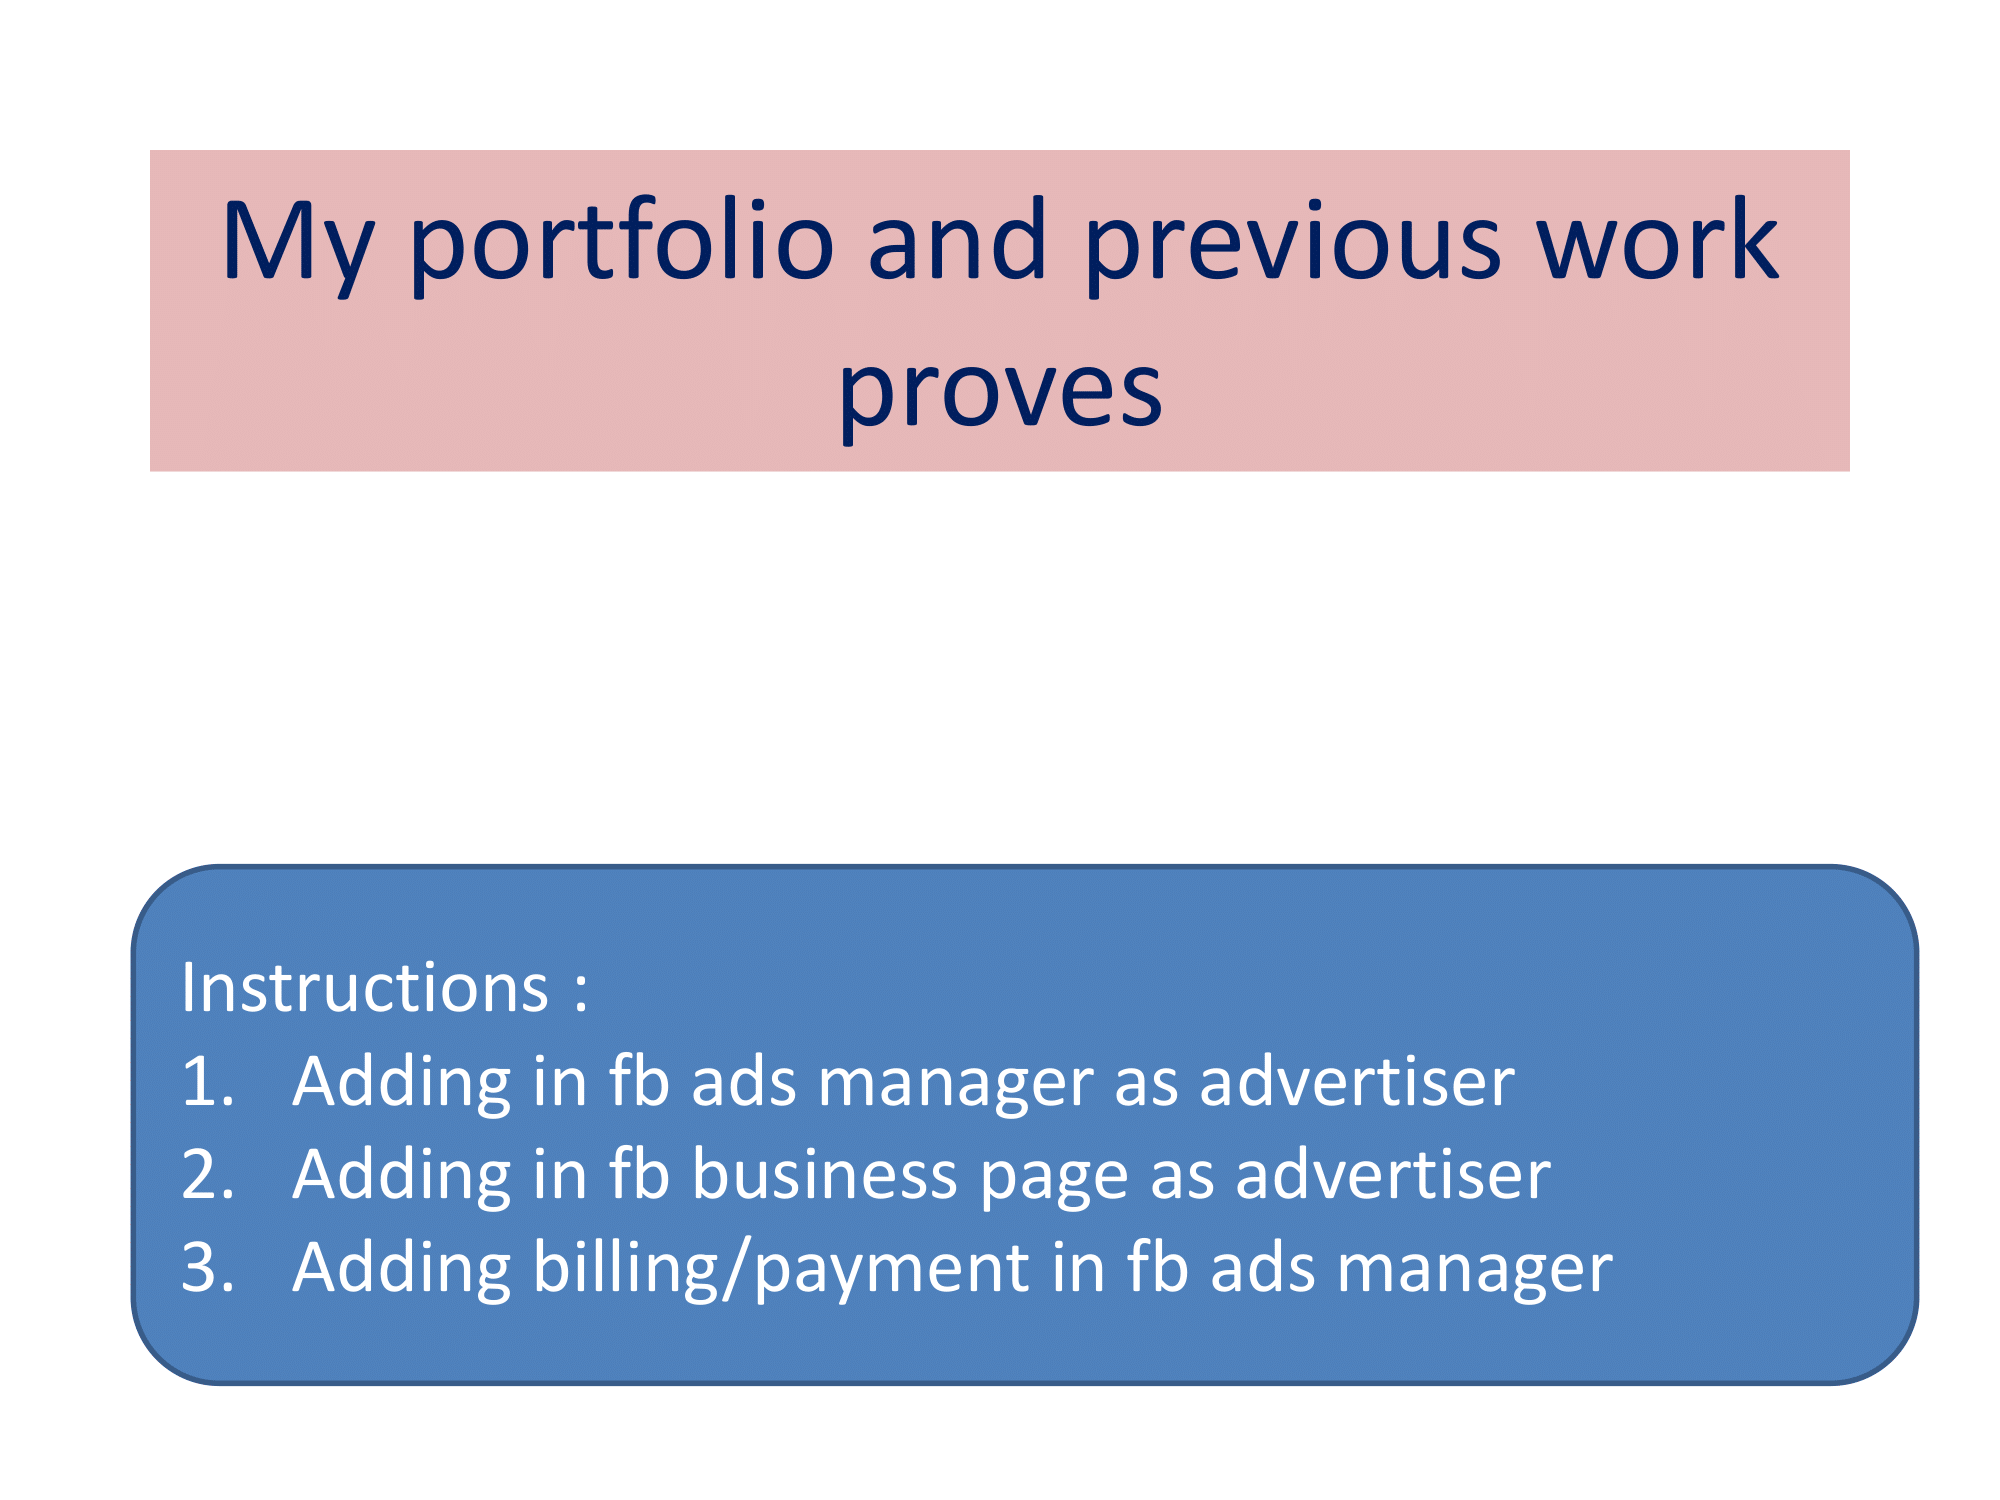 My portfolio and previous work
proves
Instructions :
1. Adding in fb ads manager as advertiser
2. Adding in fb business page as advertiser
3. Adding billing/payment in fb ads manager